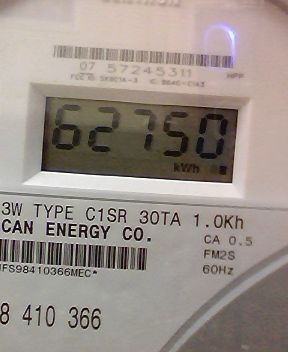 07 57245311
HPP
62750
kWh
3W TYPE C1SR 30TA 1.0Kh
CAN ENERGY CO.
CA 0.5
FM2S
60Hz
8 410 366